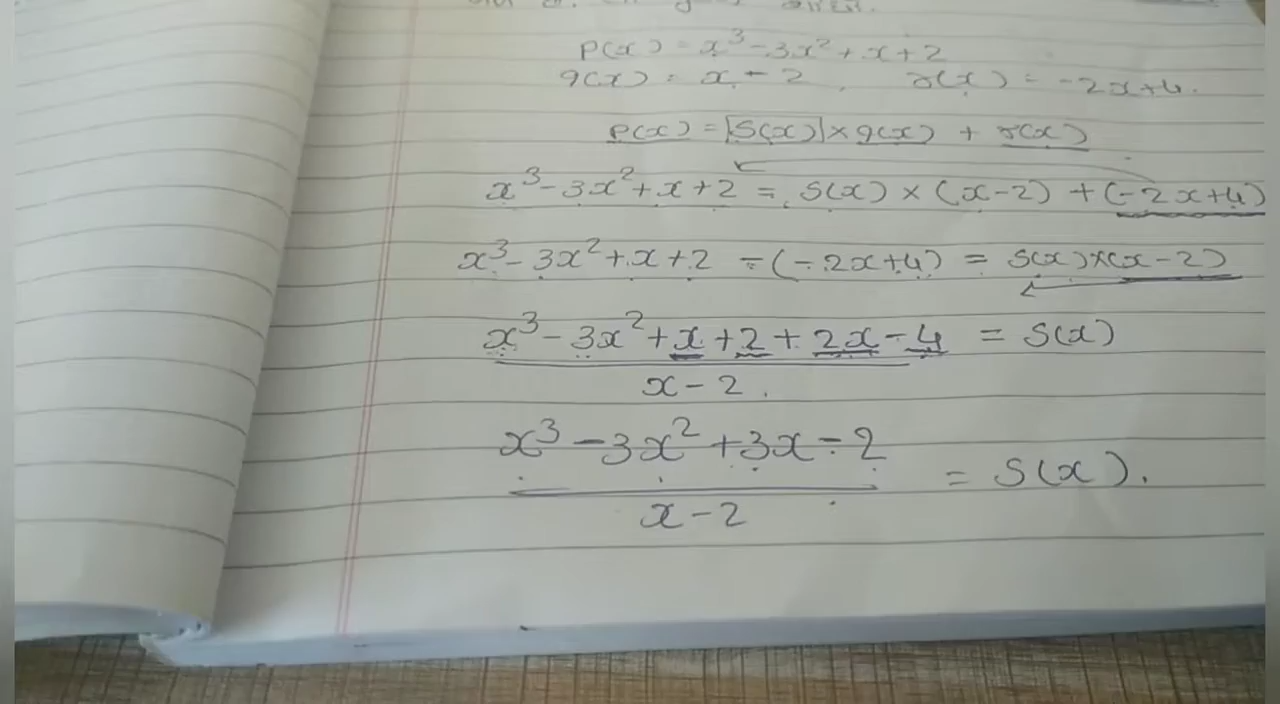 p(x) = x³ - 3x² + x + 2
q(x) = x - 2, r(x) = -2x+4.
p(x) = |S(x)| × q(x) + r(x)
x³ - 3x² + x + 2 = S(x) × (x-2) + (-2x+4)
x³ - 3x² + x + 2 - (-2x+4) = S(x) × (x-2)
x³ - 3x² + x + 2 + 2x - 4 = S(x)
x - 2.
x³ - 3x² + 3x - 2 = S(x).
x - 2